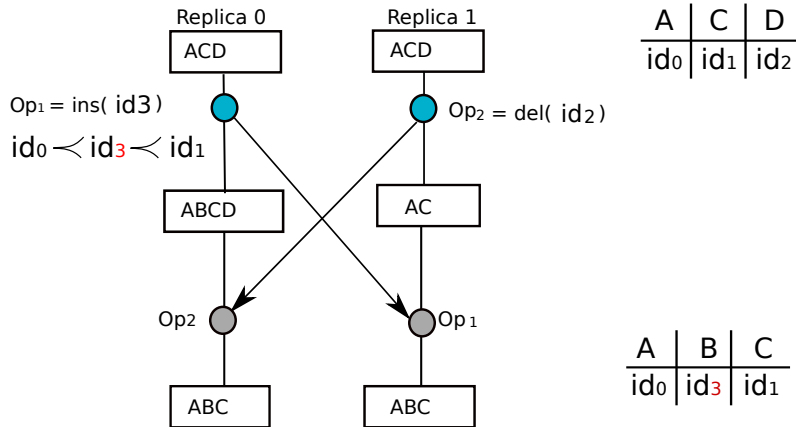 Replica 0
Replica 1
A C D
id0 id1 id2
ACD
ACD
Op1 = ins( id3 )
Op2 = del( id2 )
id0 ≺ id3 ≺ id1
ABCD
AC
Op2
Op1
A B C
id0 id3 id1
ABC
ABC